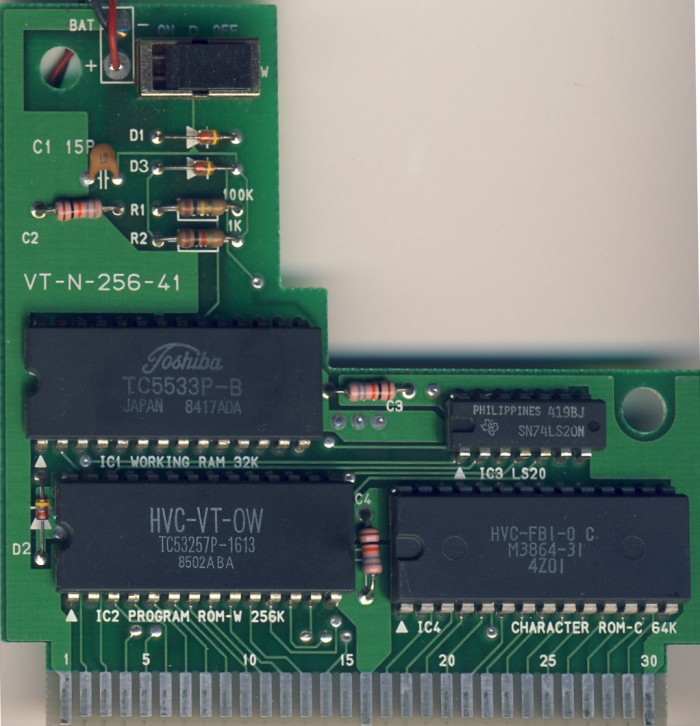 BAT -
ON D OFF
+
W
D1
C1 15P
D3
100K
R1
1K
C2
R2
VT-N-256-41
Toshiba
TC5533P-B
JAPAN 8417ADA
C3
PHILIPPINES 419BJ
SN74LS20N
IC1 WORKING RAM 32K
IC3 LS20
HVC-VT-0W
TC53257P-1613
8502ABA
C4
HVC-FBI-0 C
M3864-31
4Z01
D2
IC2 PROGRAM ROM-W 256K
IC4 CHARACTER ROM-C 64K
1 5 10 15 20 25 30